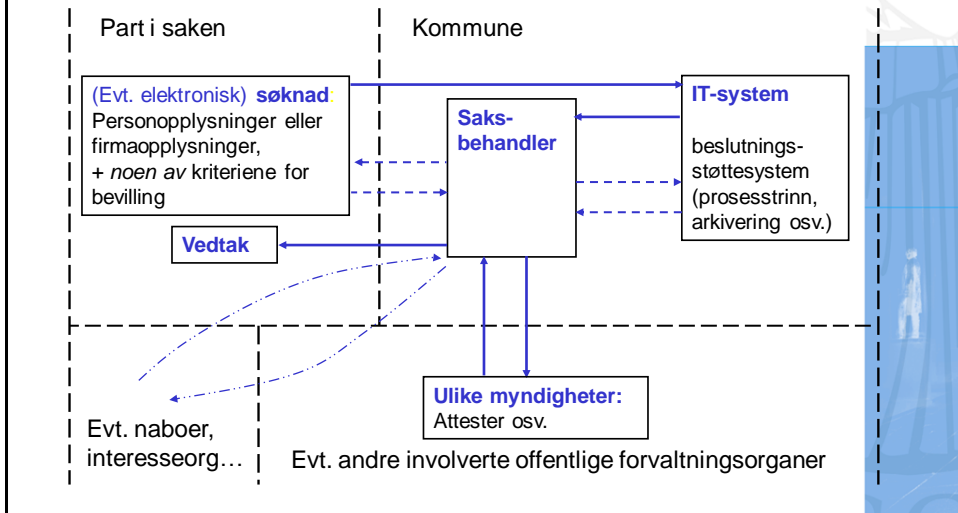 Part i saken
Kommune
(Evt. elektronisk) søknad:
Personopplysninger eller
firmaopplysninger,
+ noen av kriteriene for
bevilling
Saks-
behandler
IT-system
beslutnings-
støttesystem
(prosesstrinn,
arkivering osv.)
Vedtak
Ulike myndigheter:
Attester osv.
Evt. naboer,
interesseorg…
Evt. andre involverte offentlige forvaltningsorganer